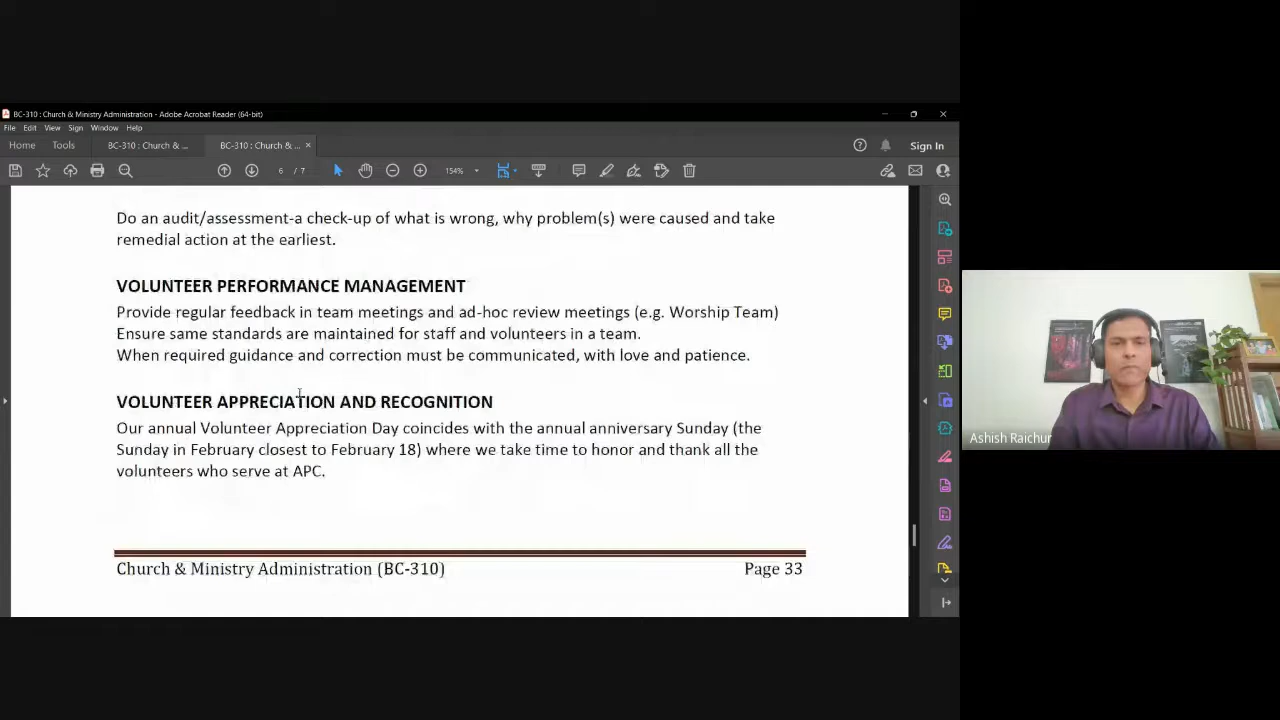 BC-310 : Church & Ministry Administration - Adobe Acrobat Reader (64-bit)
File Edit View Sign Window Help
Home Tools BC-310 : Church & ... BC-310 : Church & ... × Sign In
6 / 7 154%
Do an audit/assessment-a check-up of what is wrong, why problem(s) were caused and take
remedial action at the earliest.
VOLUNTEER PERFORMANCE MANAGEMENT
Provide regular feedback in team meetings and ad-hoc review meetings (e.g. Worship Team)
Ensure same standards are maintained for staff and volunteers in a team.
When required guidance and correction must be communicated, with love and patience.
VOLUNTEER APPRECIATION AND RECOGNITION
Our annual Volunteer Appreciation Day coincides with the annual anniversary Sunday (the
Sunday in February closest to February 18) where we take time to honor and thank all the
volunteers who serve at APC.
Church & Ministry Administration (BC-310) Page 33
Ashish Raichur